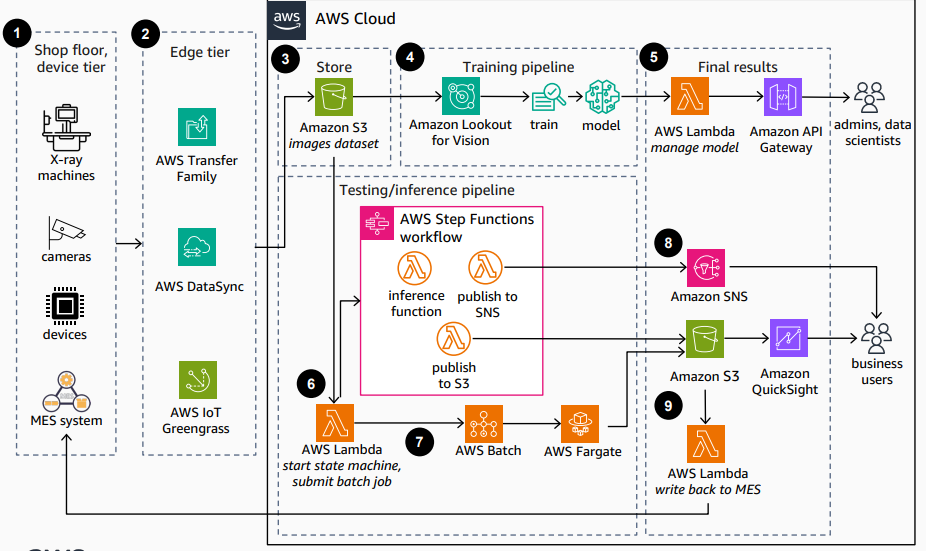 aws
AWS Cloud
1
Shop floor,
device tier
X-ray
machines
cameras
devices
MES system
2
Edge tier
AWS Transfer
Family
AWS DataSync
AWS IoT
Greengrass
3
Store
Amazon S3
images dataset
4
Training pipeline
Amazon Lookout
for Vision
train
model
5
Final results
AWS Lambda
manage model
Amazon API
Gateway
admins, data
scientists
Testing/inference pipeline
AWS Step Functions
workflow
inference
function
publish to
SNS
publish
to S3
6
AWS Lambda
start state machine,
submit batch job
7
AWS Batch
AWS Fargate
8
Amazon SNS
Amazon S3
Amazon
QuickSight
business
users
9
AWS Lambda
write back to MES
aws